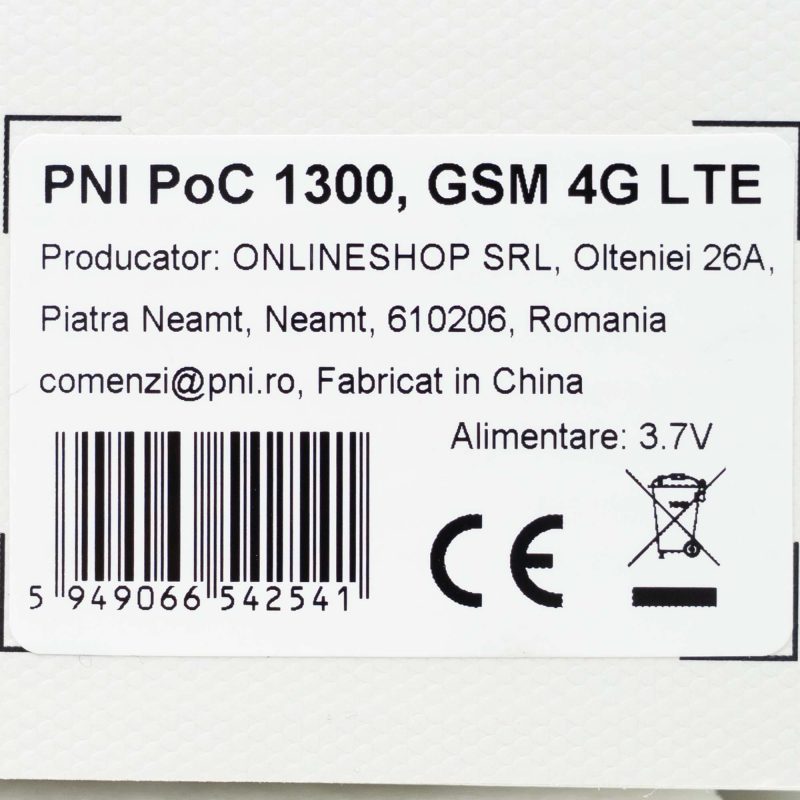 PNI PoC 1300, GSM 4G LTE
Producator: ONLINESHOP SRL, Olteniei 26A,
Piatra Neamt, Neamt, 610206, Romania
comenzi@pni.ro, Fabricat in China
Alimentare: 3.7V
CE
5 949066 542541